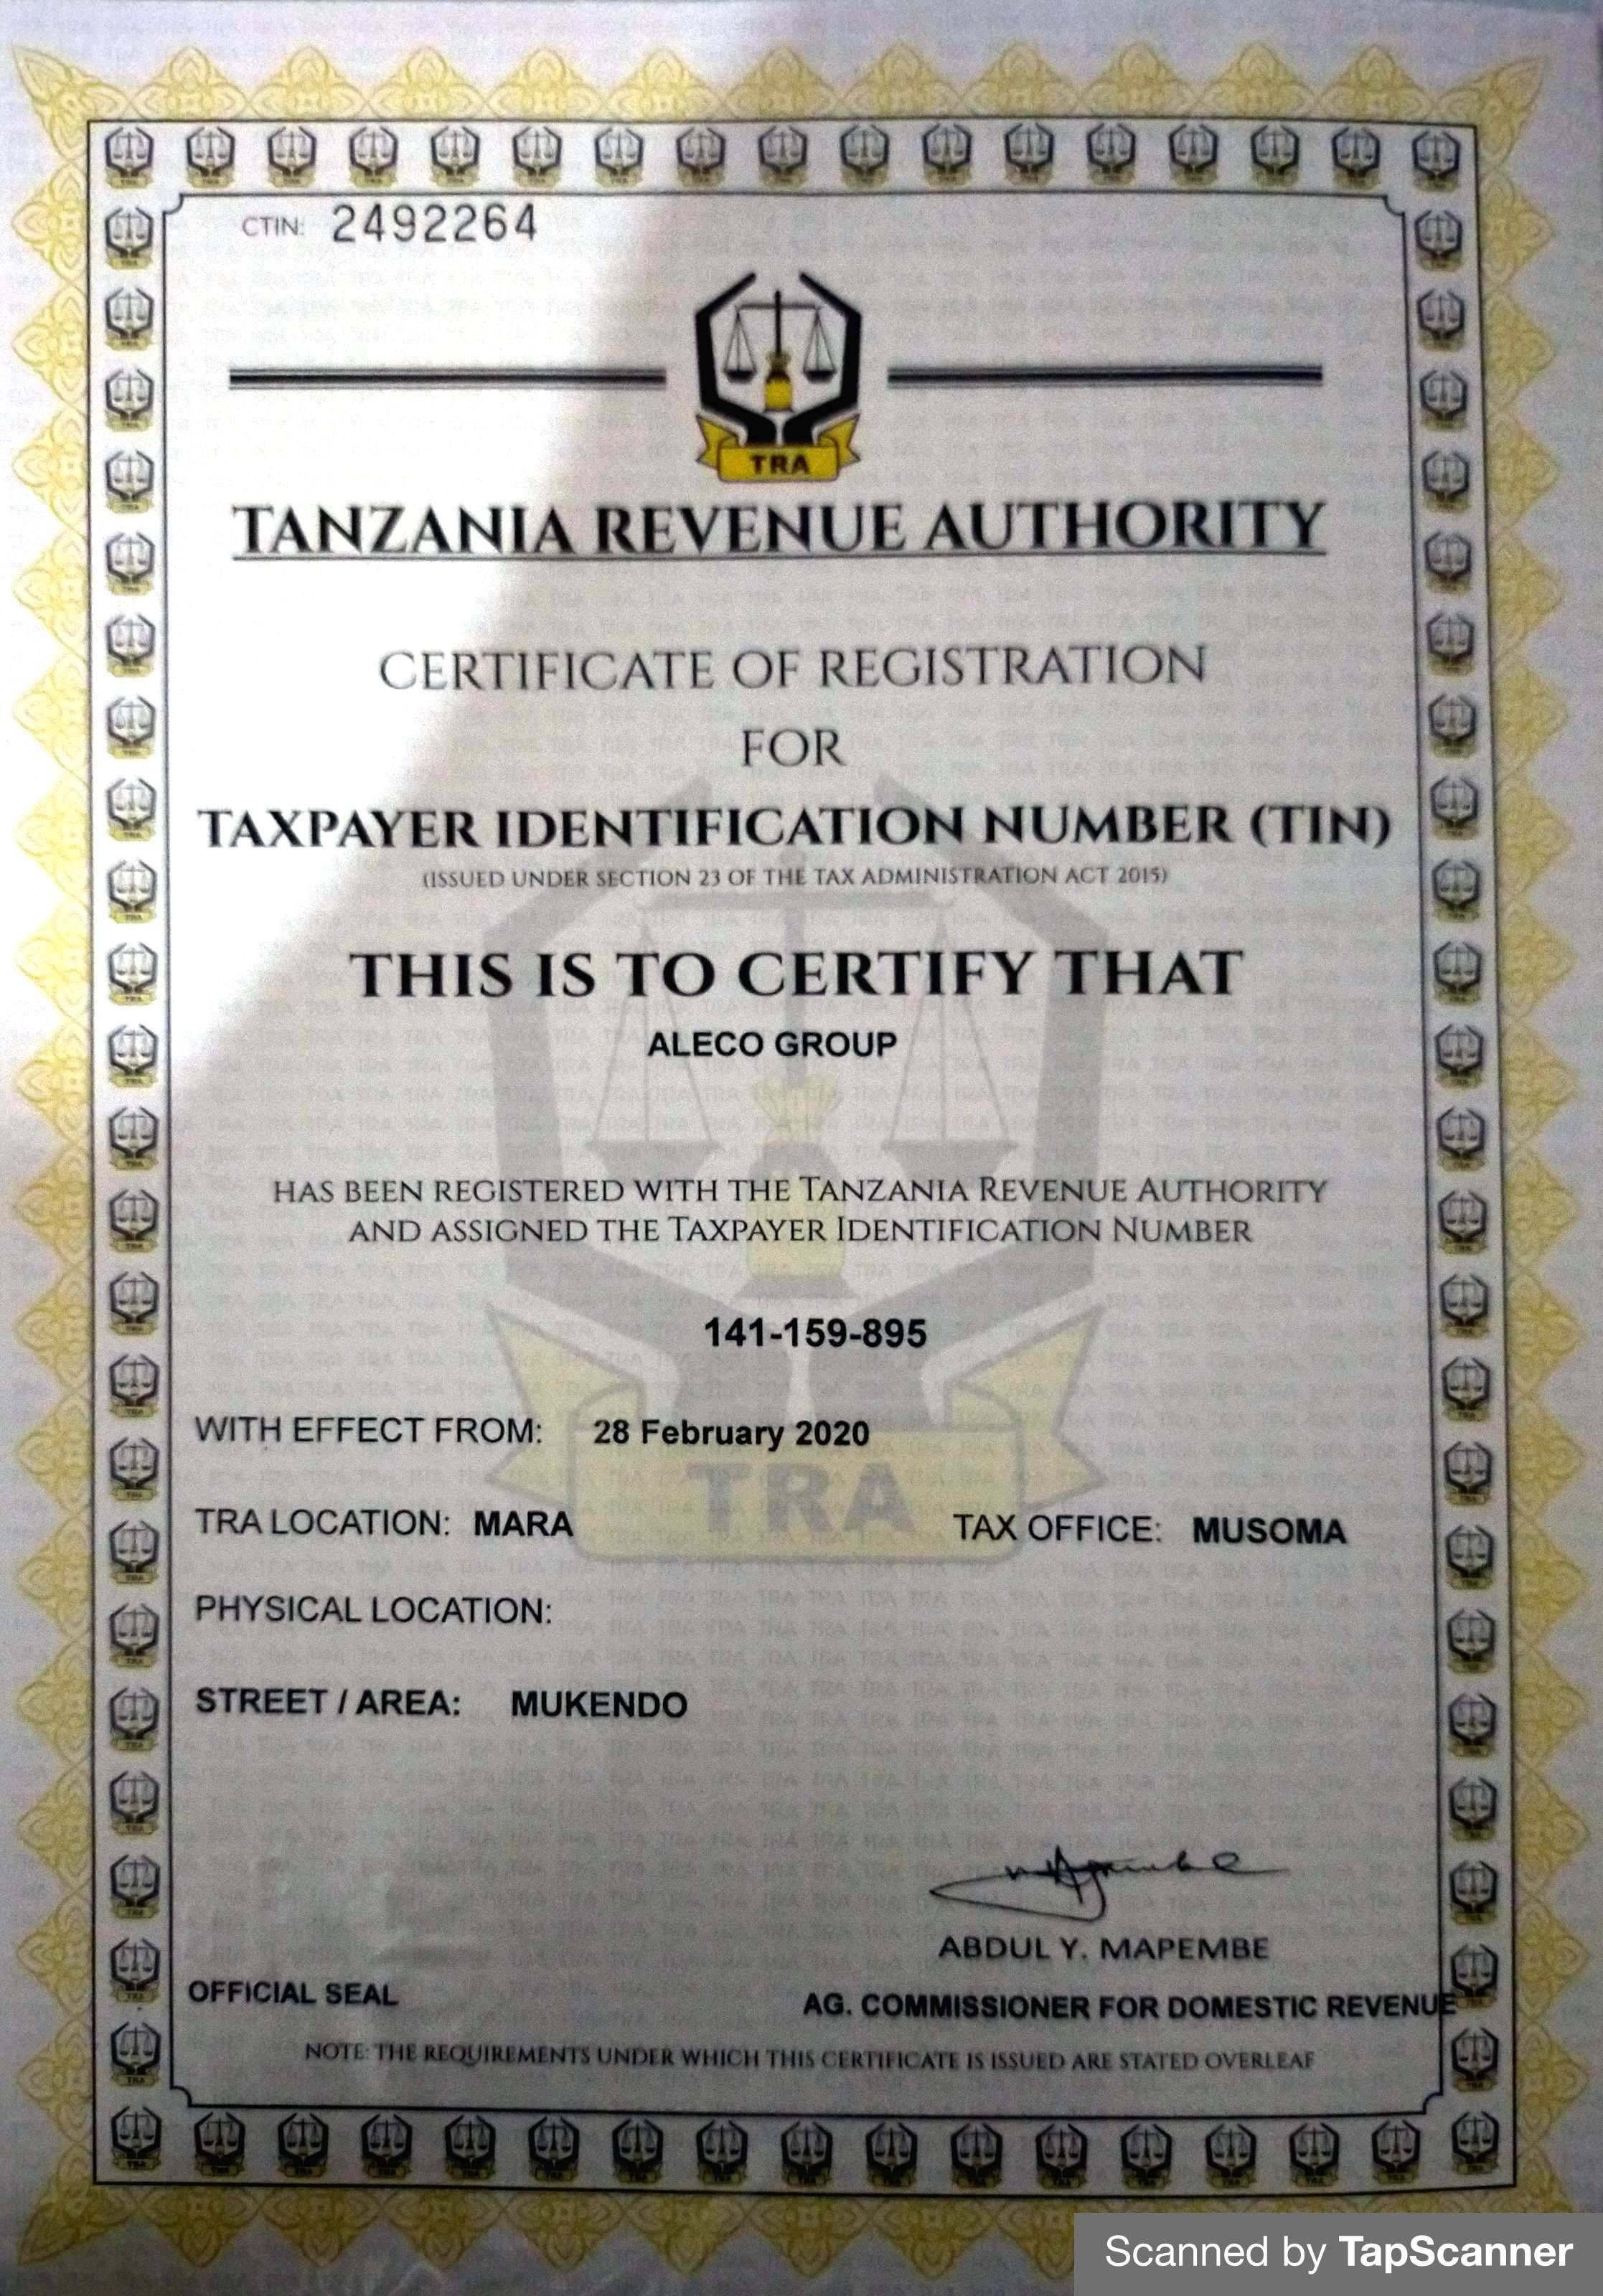 CTIN: 2492264
TRA
TANZANIA REVENUE AUTHORITY
CERTIFICATE OF REGISTRATION
FOR
TAXPAYER IDENTIFICATION NUMBER (TIN)
(ISSUED UNDER SECTION 23 OF THE TAX ADMINISTRATION ACT 2015)
THIS IS TO CERTIFY THAT
ALECO GROUP
HAS BEEN REGISTERED WITH THE TANZANIA REVENUE AUTHORITY
AND ASSIGNED THE TAXPAYER IDENTIFICATION NUMBER
141-159-895
WITH EFFECT FROM: 28 February 2020
TRA
TRA LOCATION: MARA TAX OFFICE: MUSOMA
PHYSICAL LOCATION:
STREET / AREA: MUKENDO
ABDUL Y. MAPEMBE
OFFICIAL SEAL AG. COMMISSIONER FOR DOMESTIC REVENUE
NOTE: THE REQUIREMENTS UNDER WHICH THIS CERTIFICATE IS ISSUED ARE STATED OVERLEAF
Scanned by TapScanner